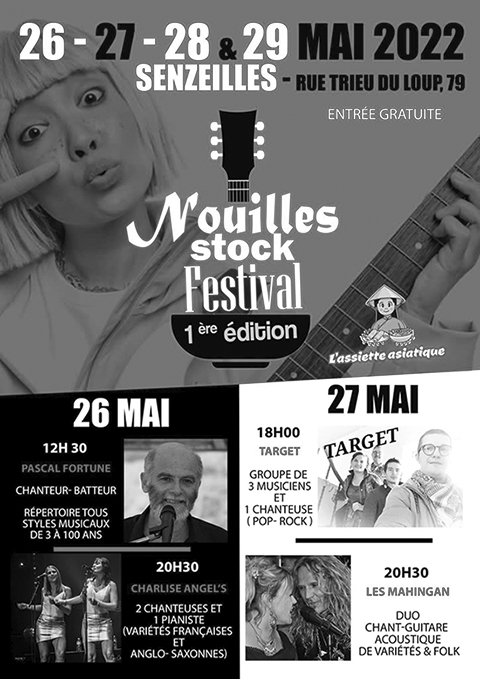 26 - 27 - 28 & 29 MAI 2022
SENZEILLES - RUE TRIEU DU LOUP, 79
ENTRÉE GRATUITE
Nouilles
stock
Festival
1ère édition
L'assiette asiatique
26 MAI
12H 30
PASCAL FORTUNE
CHANTEUR- BATTEUR
RÉPERTOIRE TOUS
STYLES MUSICAUX
DE 3 À 100 ANS
20H30
CHARLISE ANGEL'S
2 CHANTEUSES ET
1 PIANISTE
(VARIÉTÉS FRANÇAISES
ET
ANGLO- SAXONNES)
27 MAI
18H00
TARGET
GROUPE DE
3 MUSICIENS
ET
1 CHANTEUSE
( POP- ROCK )
TARGET
20H30
LES MAHINGAN
DUO
CHANT-GUITARE
ACOUSTIQUE
DE VARIÉTÉS & FOLK